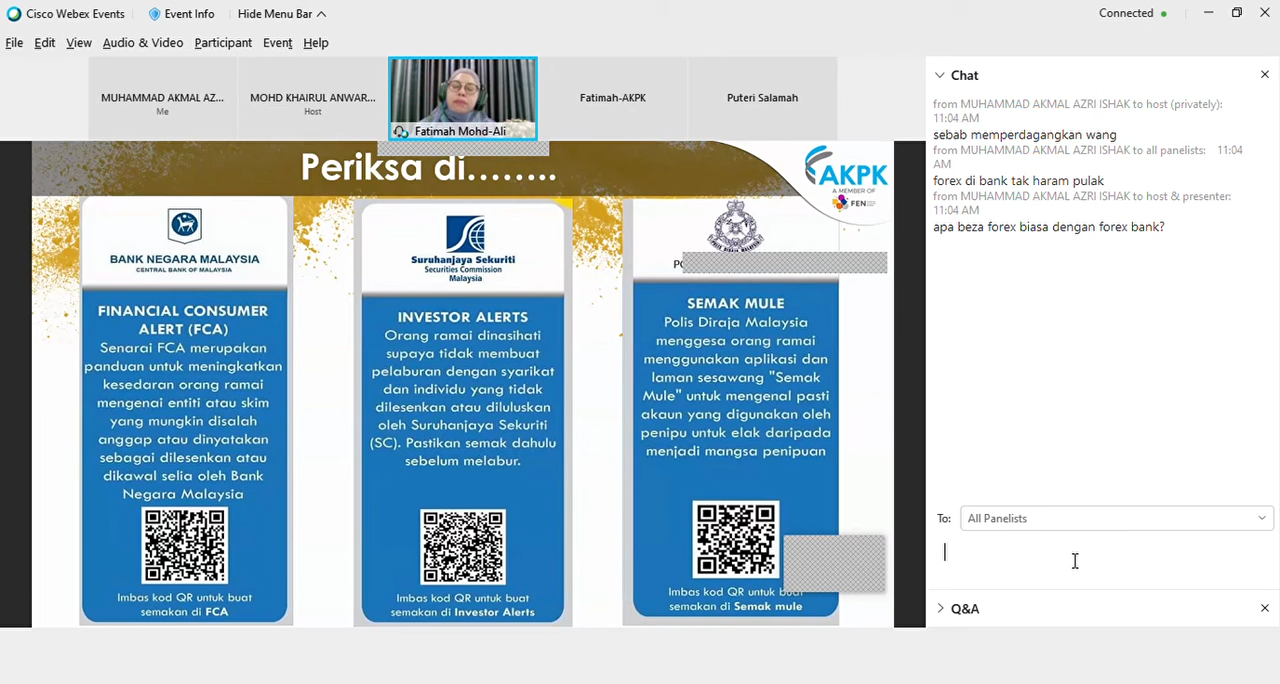 Cisco Webex Events
Event Info
Hide Menu Bar
Connected
File Edit View Audio & Video Participant Event Help
MUHAMMAD AKMAL AZ...
Me
MOHD KHAIRUL ANWAR...
Host
Fatimah Mohd-Ali
Fatimah-AKPK
Puteri Salamah
Periksa di........
AKPK
A MEMBER OF
FEN
BANK NEGARA MALAYSIA
CENTRAL BANK OF MALAYSIA
FINANCIAL CONSUMER
ALERT (FCA)
Senarai FCA merupakan
panduan untuk meningkatkan
kesedaran orang ramai
mengenai entiti atau skim
yang mungkin disalah
anggap atau dinyatakan
sebagai dilesenkan atau
dikawal selia oleh Bank
Negara Malaysia
Imbas kod QR untuk buat
semakan di FCA
Suruhanjaya Sekuriti
Securities Commission
Malaysia
INVESTOR ALERTS
Orang ramai dinasihati
supaya tidak membuat
pelaburan dengan syarikat
dan individu yang tidak
dilesenkan atau diluluskan
oleh Suruhanjaya Sekuriti
(SC). Pastikan semak dahulu
sebelum melabur.
Imbas kod QR untuk buat
semakan di Investor Alerts
SEMAK MULE
Polis Diraja Malaysia
menggesa orang ramai
menggunakan aplikasi dan
laman sesawang "Semak
Mule" untuk mengenal pasti
akaun yang digunakan oleh
penipu untuk elak daripada
menjadi mangsa penipuan
Imbas kod QR untuk buat
semakan di Semak mule
Chat
from MUHAMMAD AKMAL AZRI ISHAK to host (privately):
11:04 AM
sebab memperdagangkan wang
from MUHAMMAD AKMAL AZRI ISHAK to all panelists: 11:04
AM
forex di bank tak haram pulak
from MUHAMMAD AKMAL AZRI ISHAK to host & presenter:
11:04 AM
apa beza forex biasa dengan forex bank?
To: All Panelists
Q&A